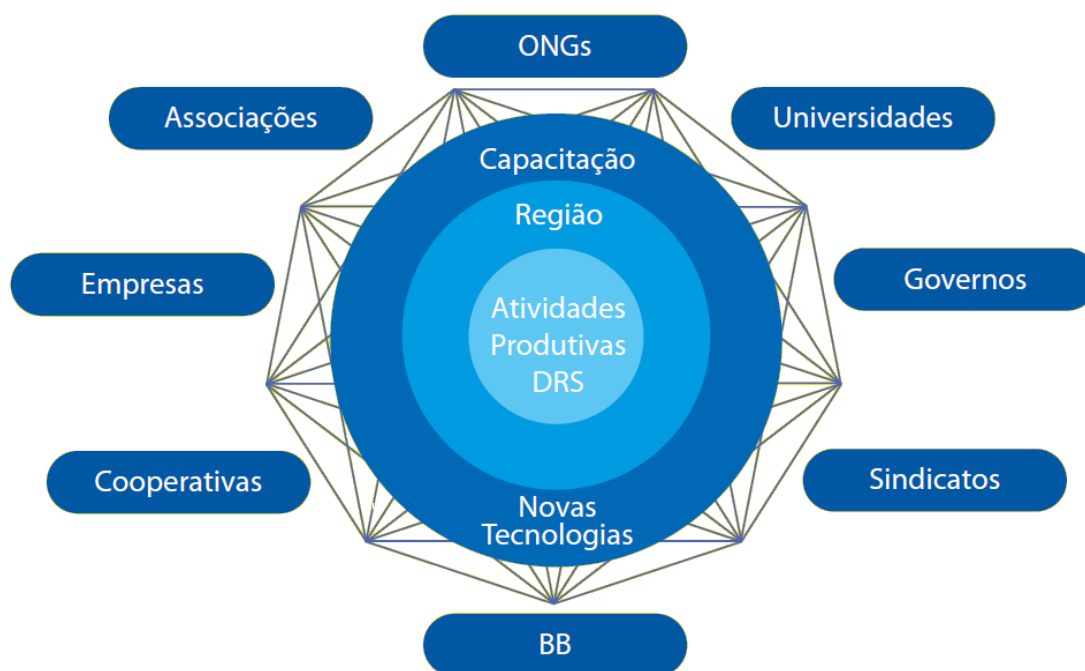 ONGs
Associações
Universidades
Capacitação
Região
Empresas
Governos
Atividades
Produtivas
DRS
Cooperativas
Sindicatos
Novas
Tecnologias
BB